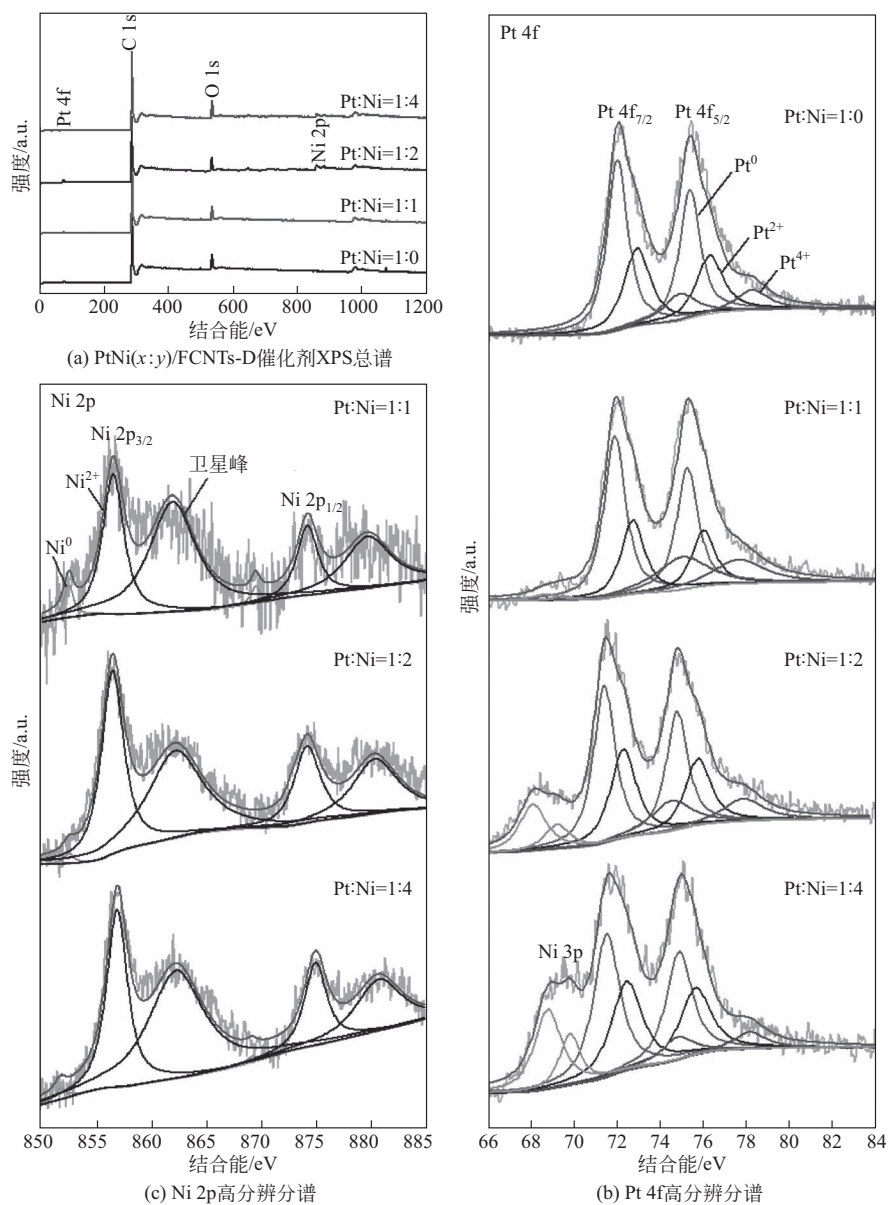 C 1s
O 1s
Pt 4f
Ni 2p
Pt:Ni=1:4
Pt:Ni=1:2
Pt:Ni=1:1
Pt:Ni=1:0
强度/a.u.
0 200 400 600 800 1000 1200
结合能/eV
(a) PtNi(x:y)/FCNTs-D催化剂XPS总谱
Ni 2p
Pt:Ni=1:1
Ni 2p3/2
卫星峰
Ni2+
Ni 2p1/2
Ni0
Pt:Ni=1:2
强度/a.u.
Pt:Ni=1:4
850 855 860 865 870 875 880 885
结合能/eV
(c) Ni 2p高分辨分谱
Pt 4f
Pt 4f7/2
Pt 4f5/2
Pt:Ni=1:0
Pt0
Pt2+
Pt4+
Pt:Ni=1:1
强度/a.u.
Pt:Ni=1:2
Pt:Ni=1:4
Ni 3p
66 68 70 72 74 76 78 80 82 84
结合能/eV
(b) Pt 4f高分辨分谱